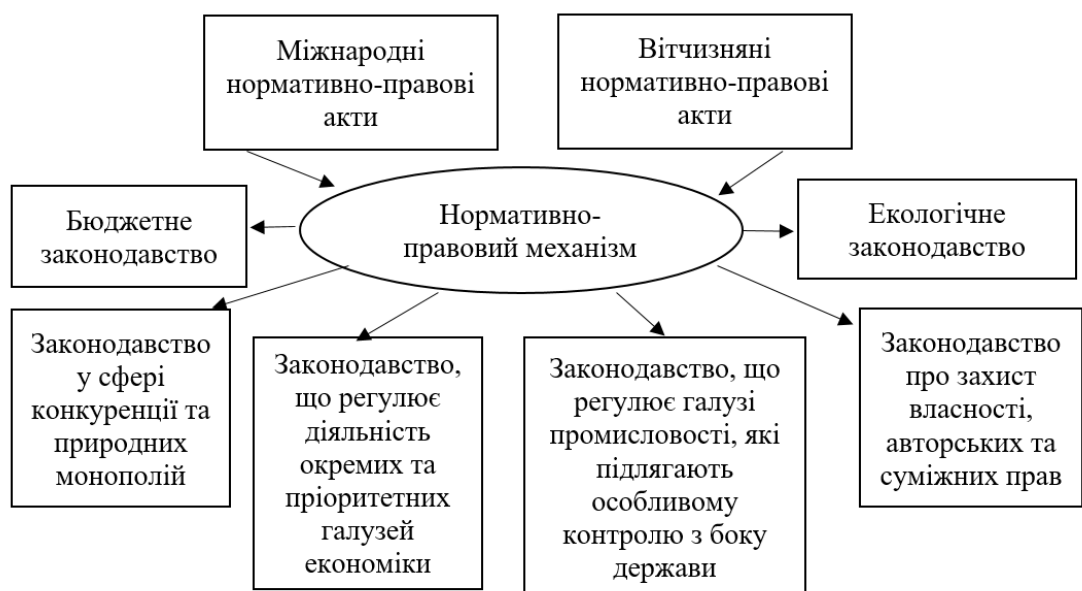 Міжнародні
нормативно-правові
акти
Вітчизняні
нормативно-правові
акти
Бюджетне
законодавство
Нормативно-
правовий механізм
Екологічне
законодавство
Законодавство
у сфері
конкуренції та
природних
монополій
Законодавство,
що регулює
діяльність
окремих та
пріоритетних
галузей
економіки
Законодавство, що
регулює галузі
промисловості, які
підлягають
особливому
контролю з боку
держави
Законодавство
про захист
власності,
авторських та
суміжних прав